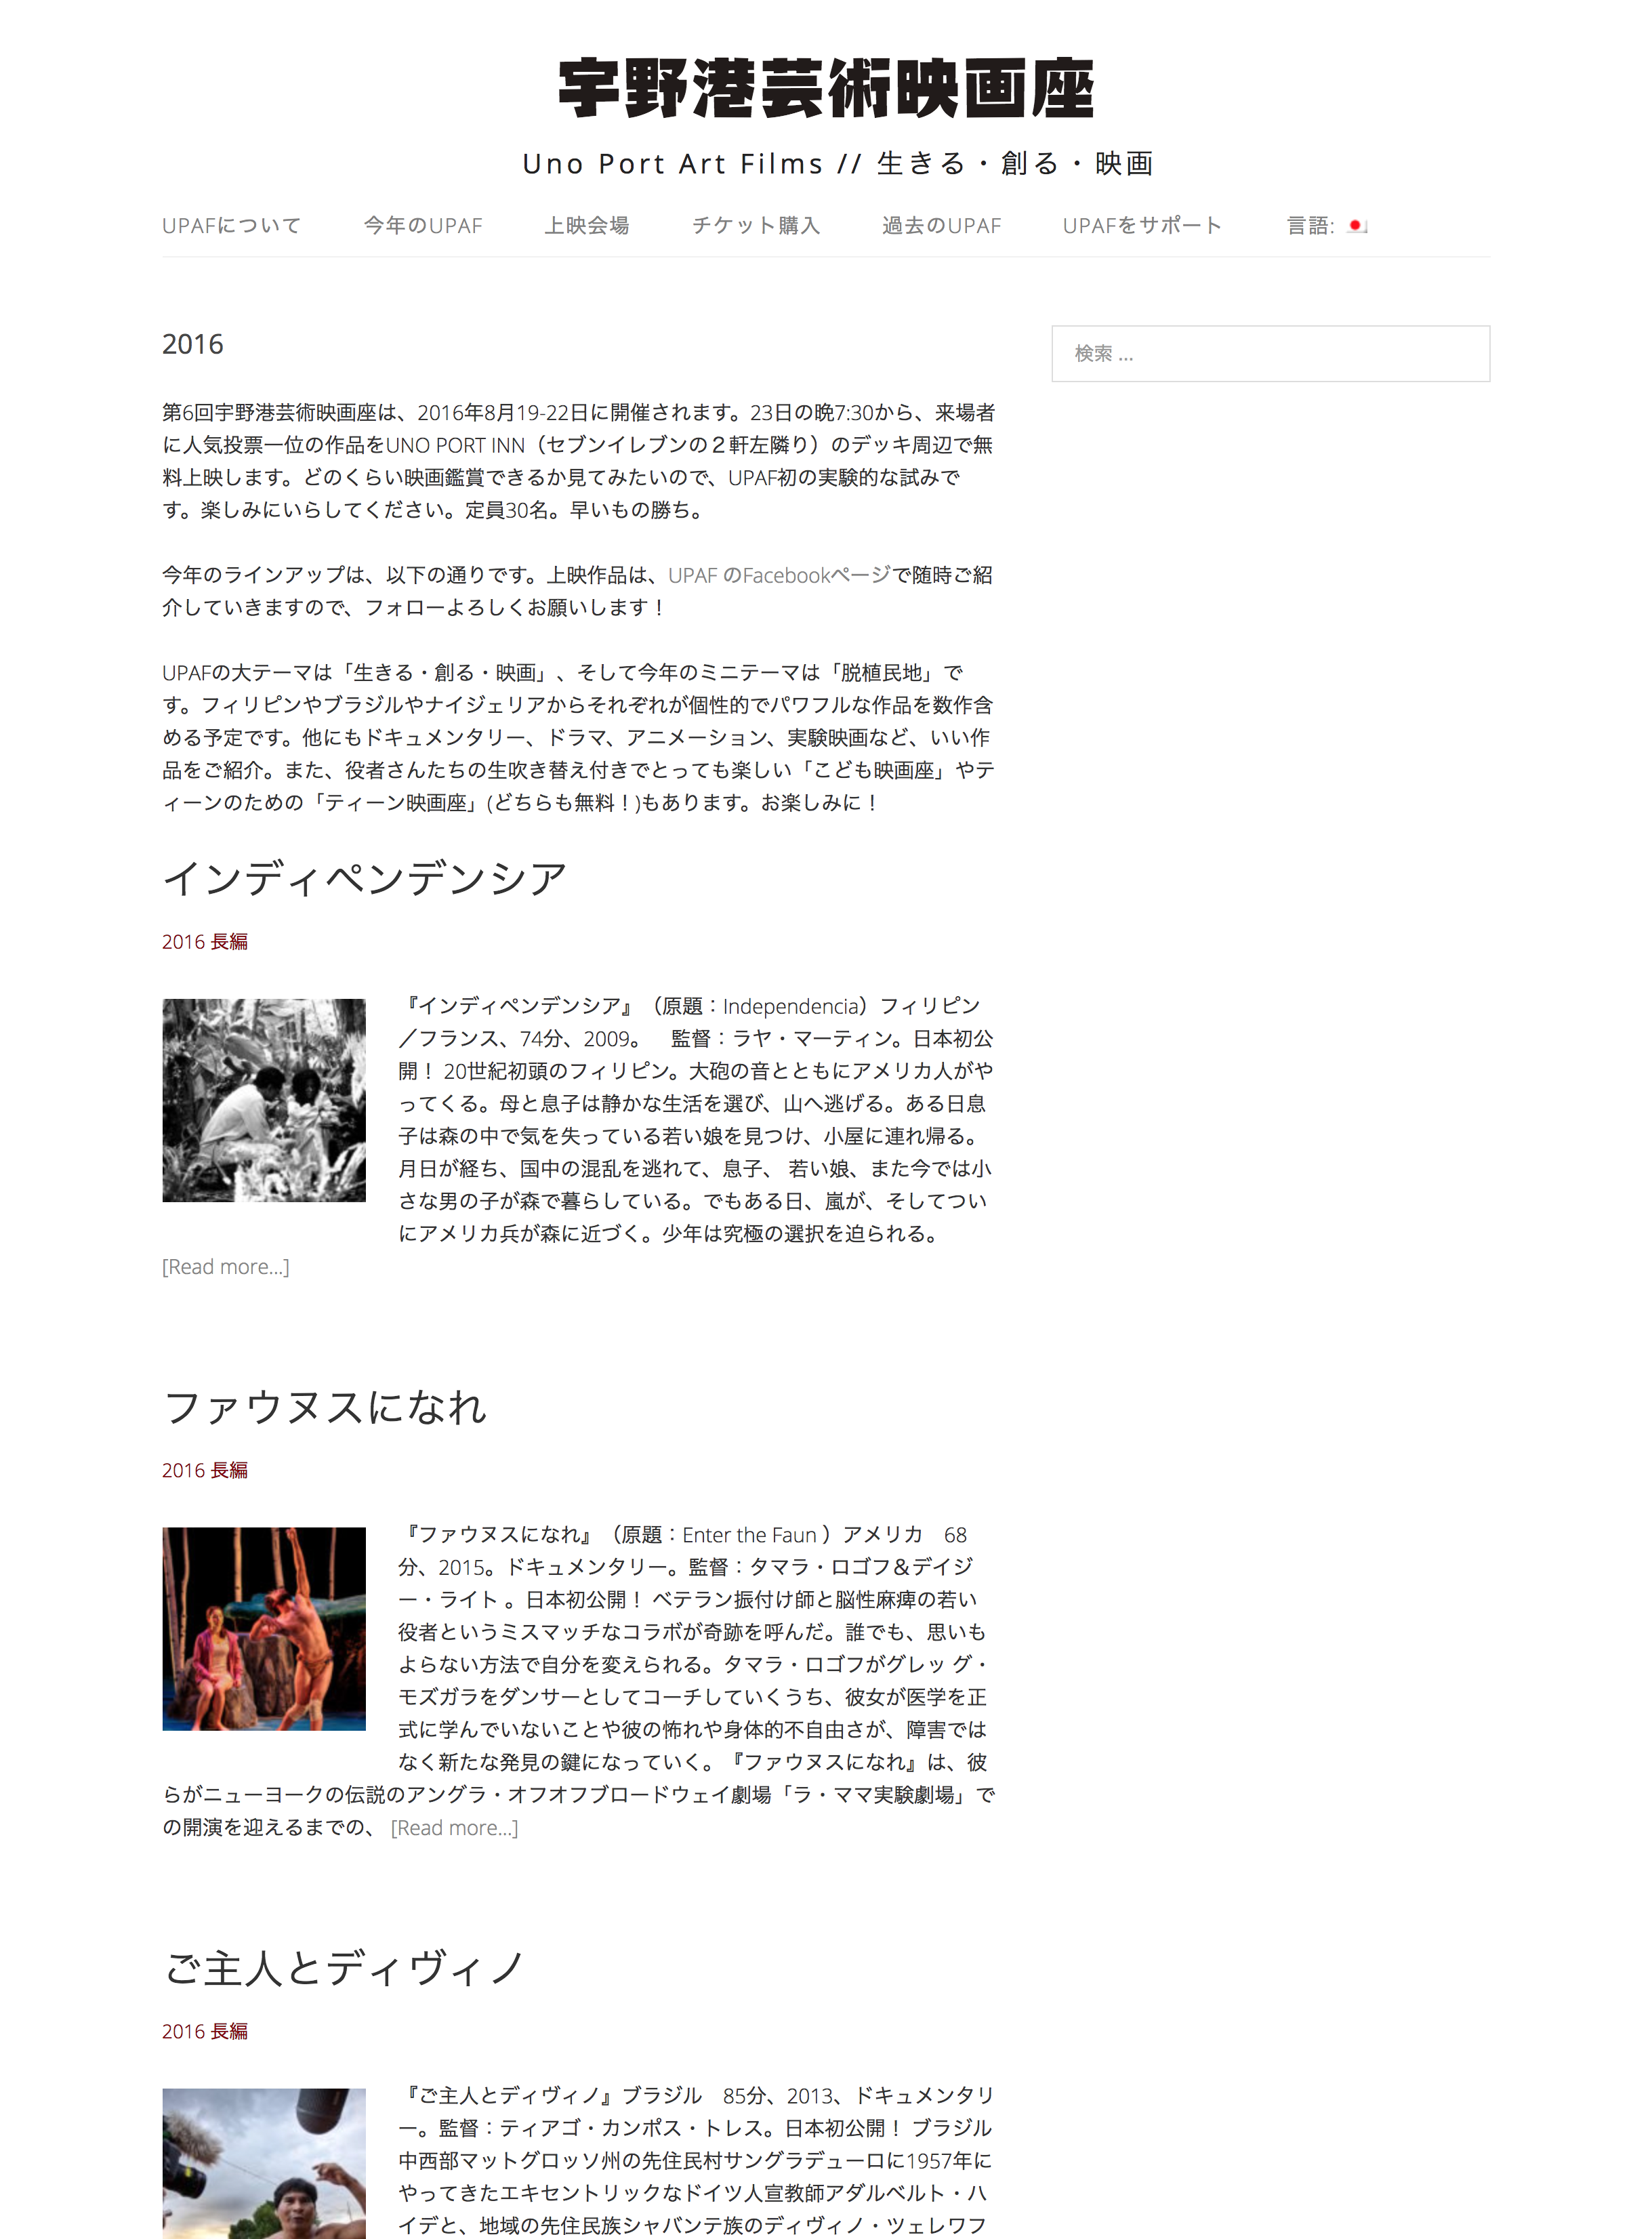 宇野港芸術映画座
Uno Port Art Films // 生きる・創る・映画
UPAFについて 今年のUPAF 上映会場 チケット購入 過去のUPAF UPAFをサポート 言語:
2016
検索 ...
第6回宇野港芸術映画座は、2016年8月19-22日に開催されます。23日の晩7:30から、来場者
に人気投票一位の作品をUNO PORT INN（セブンイレブンの２軒左隣り）のデッキ周辺で無
料上映します。どのくらい映画鑑賞できるか見てみたいので、UPAF初の実験的な試みで
す。楽しみにいらしてください。定員30名。早いもの勝ち。
今年のラインアップは、以下の通りです。上映作品は、UPAF のFacebookページで随時ご紹
介していきますので、フォローよろしくお願いします！
UPAFの大テーマは「生きる・創る・映画」、そして今年のミニテーマは「脱植民地」で
す。フィリピンやブラジルやナイジェリアからそれぞれが個性的でパワフルな作品を数作含
める予定です。他にもドキュメンタリー、ドラマ、アニメーション、実験映画など、いい作
品をご紹介。また、役者さんたちの生吹き替え付きでとっても楽しい「こども映画座」やテ
ィーンのための「ティーン映画座」(どちらも無料！)もあります。お楽しみに！
インディペンデンシア
2016 長編
『インディペンデンシア』（原題：Independencia）フィリピン
／フランス、74分、2009。　監督：ラヤ・マーティン。日本初公
開！ 20世紀初頭のフィリピン。大砲の音とともにアメリカ人がや
ってくる。母と息子は静かな生活を選び、山へ逃げる。ある日息
子は森の中で気を失っている若い娘を見つけ、小屋に連れ帰る。
月日が経ち、国中の混乱を逃れて、息子、 若い娘、また今では小
さな男の子が森で暮らしている。でもある日、嵐が、そしてつい
にアメリカ兵が森に近づく。少年は究極の選択を迫られる。
[Read more...]
ファウヌスになれ
2016 長編
『ファウヌスになれ』（原題：Enter the Faun ）アメリカ　68
分、2015。ドキュメンタリー。監督：タマラ・ロゴフ＆デイジ
ー・ライト 。日本初公開！ ベテラン振付け師と脳性麻痺の若い
役者というミスマッチなコラボが奇跡を呼んだ。誰でも、思いも
よらない方法で自分を変えられる。タマラ・ロゴフがグレッ グ・
モズガラをダンサーとしてコーチしていくうち、彼女が医学を正
式に学んでいないことや彼の怖れや身体的不自由さが、障害では
なく新たな発見の鍵になっていく。『ファウヌスになれ』は、彼
らがニューヨークの伝説のアングラ・オフオフブロードウェイ劇場「ラ・ママ実験劇場」で
の開演を迎えるまでの、 [Read more...]
ご主人とディヴィノ
2016 長編
『ご主人とディヴィノ』ブラジル　85分、2013、ドキュメンタリ
ー。監督：ティアゴ・カンポス・トレス。日本初公開！ ブラジル
中西部マットグロッソ州の先住民村サングラデューロに1957年に
やってきたエキセントリックなドイツ人宣教師アダルベルト・ハ
イデと、地域の先住民族シャバンテ族のディヴィノ・ツェレワフ